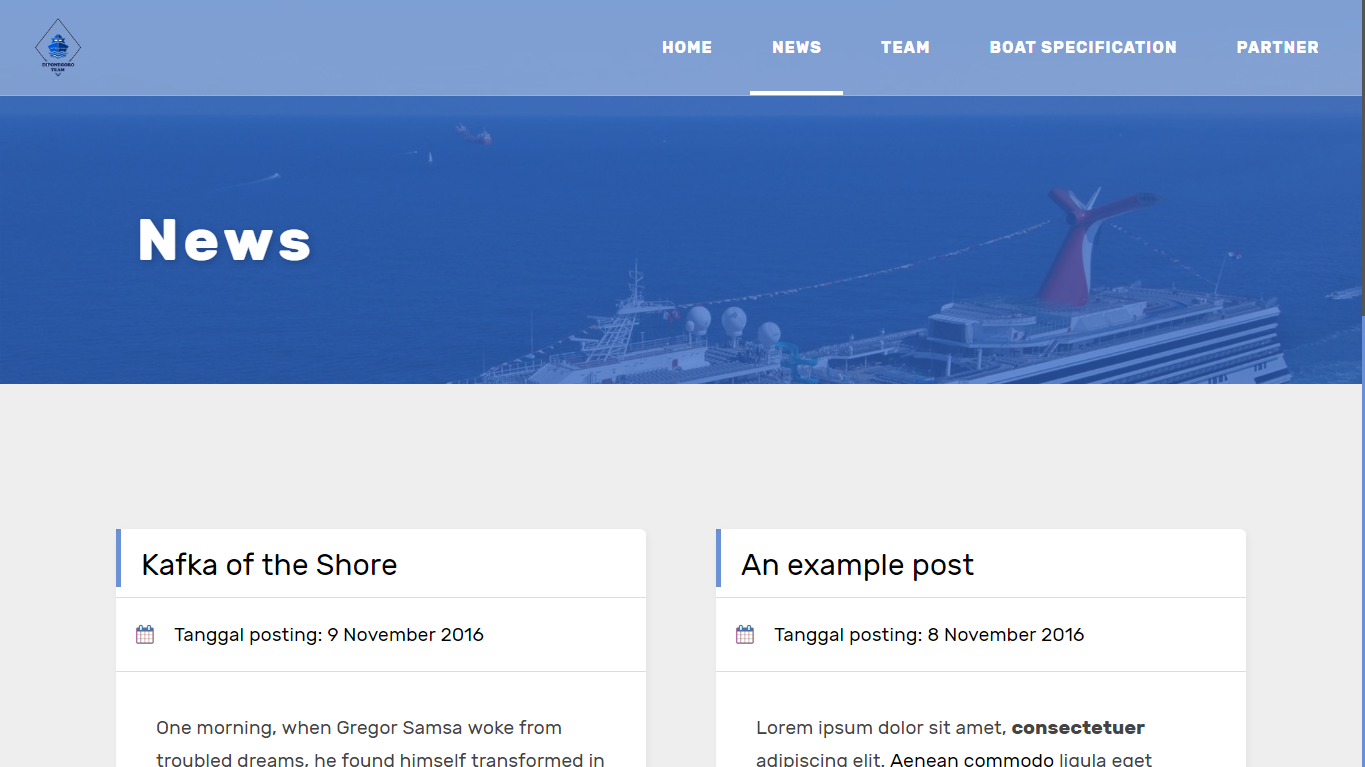 DIPONEGORO
TEAM
HOME
NEWS
TEAM
BOAT SPECIFICATION
PARTNER
News
Kafka of the Shore
Tanggal posting: 9 November 2016
One morning, when Gregor Samsa woke from
troubled dreams, he found himself transformed in
An example post
Tanggal posting: 8 November 2016
Lorem ipsum dolor sit amet, consectetuer
adipiscing elit. Aenean commodo ligula eget